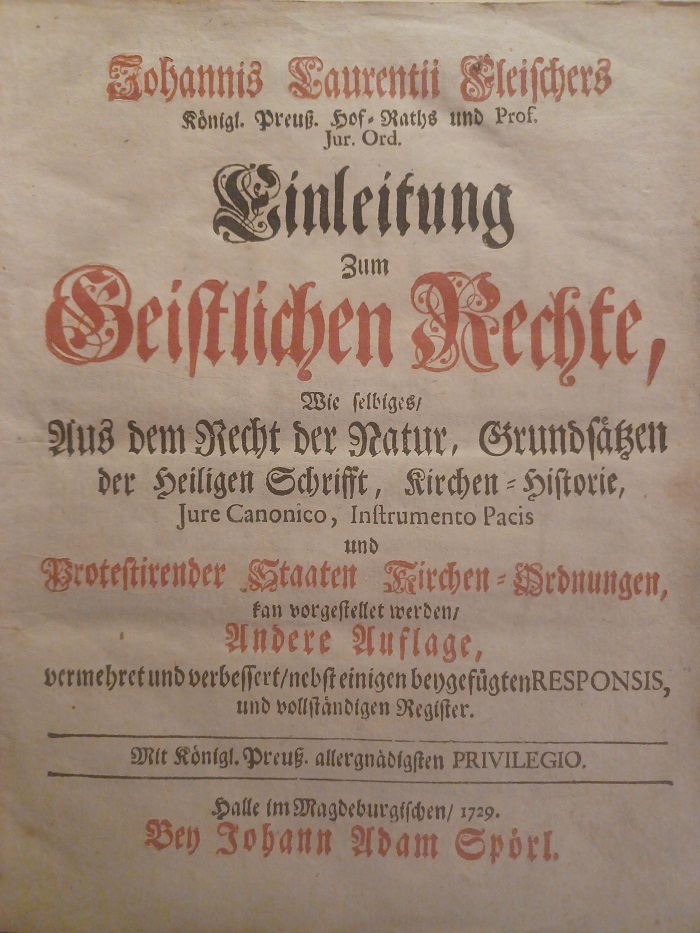 Johannis Laurentii Fleischers
Königl. Preuß. Hof-Raths und Prof.
Jur. Ord.
Einleitung
Zum
Geistlichen Rechte,
Wie selbiges/
Aus dem Recht der Natur, Grundsätzen
der Heiligen Schrifft, Kirchen-Historie,
Jure Canonico, Instrumento Pacis
und
Protestirender Staaten Kirchen-Ordnungen,
kan vorgestellet werden/
Andere Auflage,
vermehret und verbessert/nebst einigen beygefügten RESPONSIS,
und vollständigen Register.
Mit Königl. Preuß. allergnädigsten PRIVILEGIO.
Halle im Magdeburgischen/ 1729.
Bey Johann Adam Spörl.